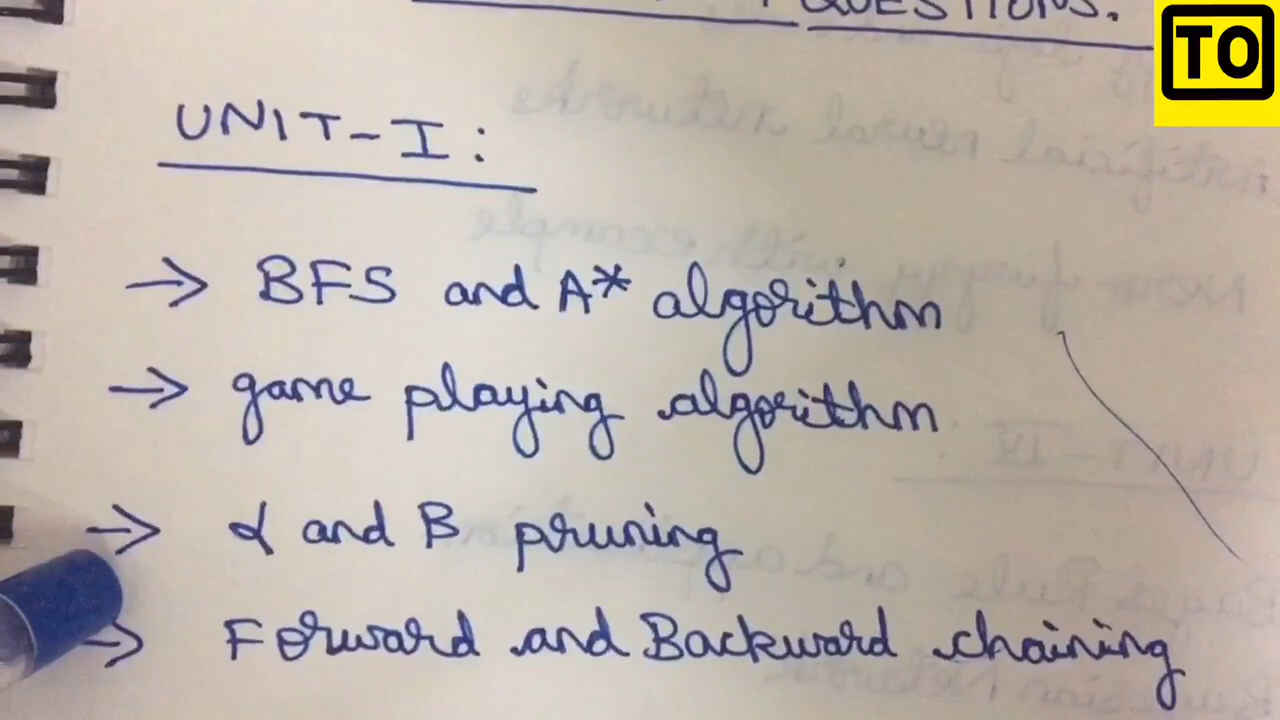 QUESTIONS.
TO
UNIT-I:
→ BFS and A* algorithm
→ game playing algorithm
→ α and B pruning
→ Forward and Backward chaining